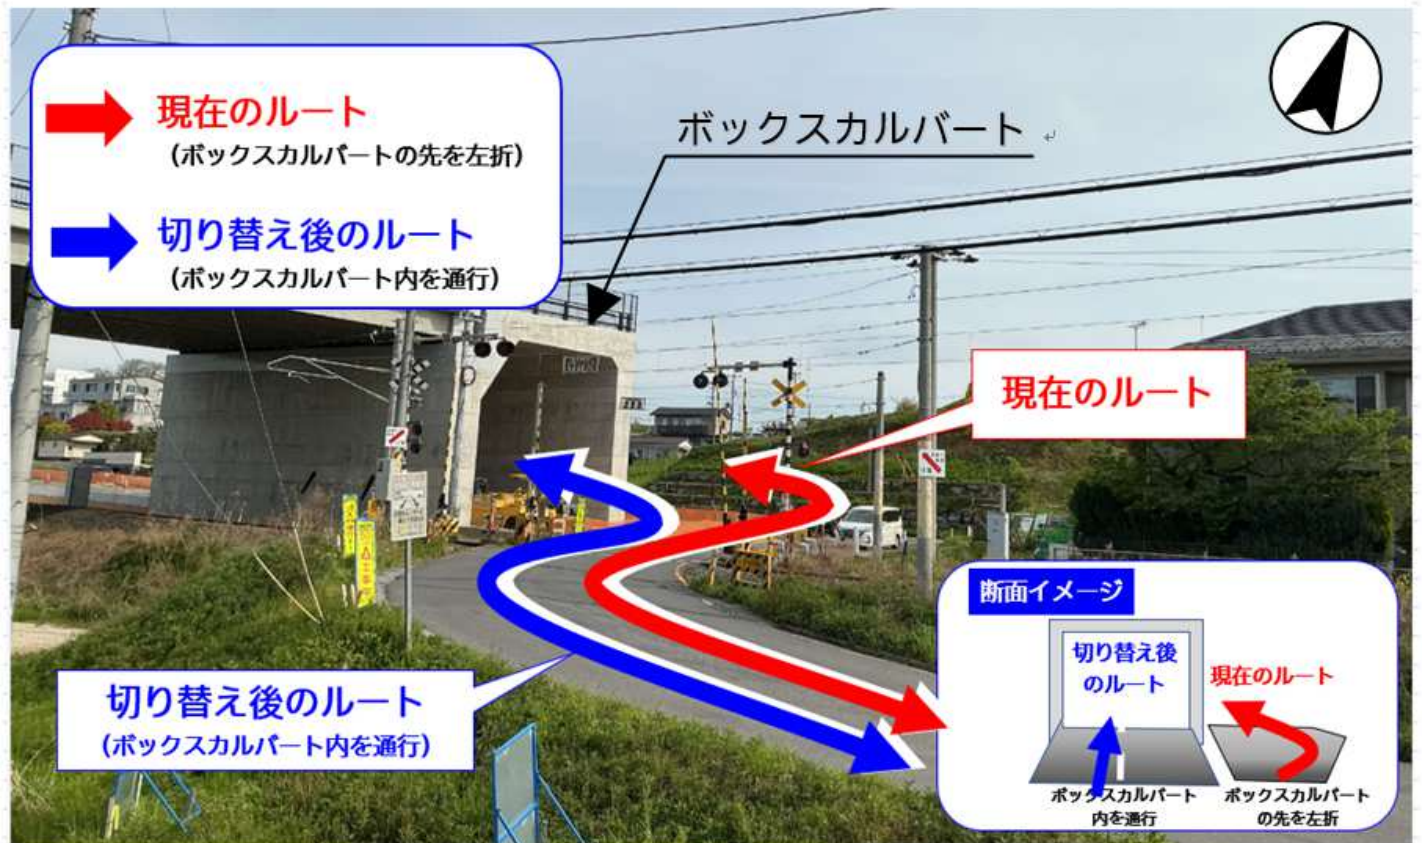 現在のルート
(ボックスカルバートの先を左折)
切り替え後のルート
(ボックスカルバート内を通行)
ボックスカルバート
現在のルート
切り替え後のルート
(ボックスカルバート内を通行)
断面イメージ
切り替え後
のルート
現在のルート
ボックスカルバート
内を通行
ボックスカルバート
の先を左折